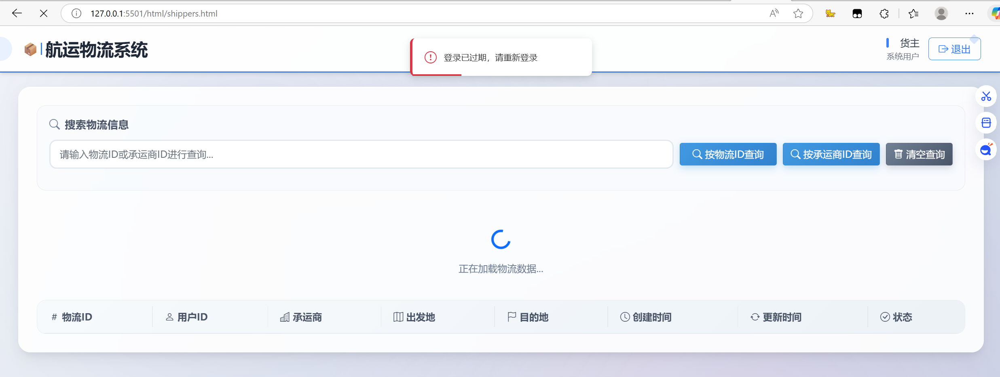 127.0.0.1:5501/html/shippers.html
航运物流系统
登录已过期，请重新登录
货主
系统用户
退出
搜索物流信息
请输入物流ID或承运商ID进行查询...
按物流ID查询
按承运商ID查询
清空查询
正在加载物流数据...
# 物流ID
用户ID
承运商
出发地
目的地
创建时间
更新时间
状态